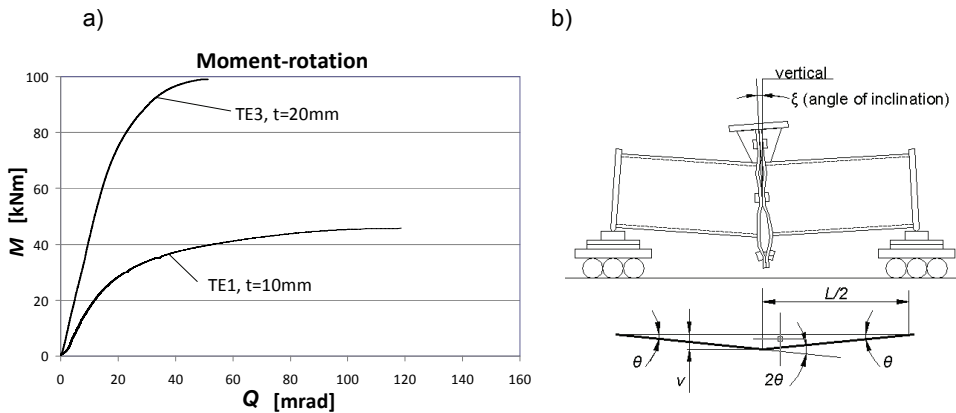 a)
Moment-rotation
100
80
60
40
20
0
M [kNm]
TE3, t=20mm
TE1, t=10mm
0 20 40 60 80 100 120 140 160
Q [mrad]
b)
vertical
ξ (angle of inclination)
L/2
θ
v
2θ
θ